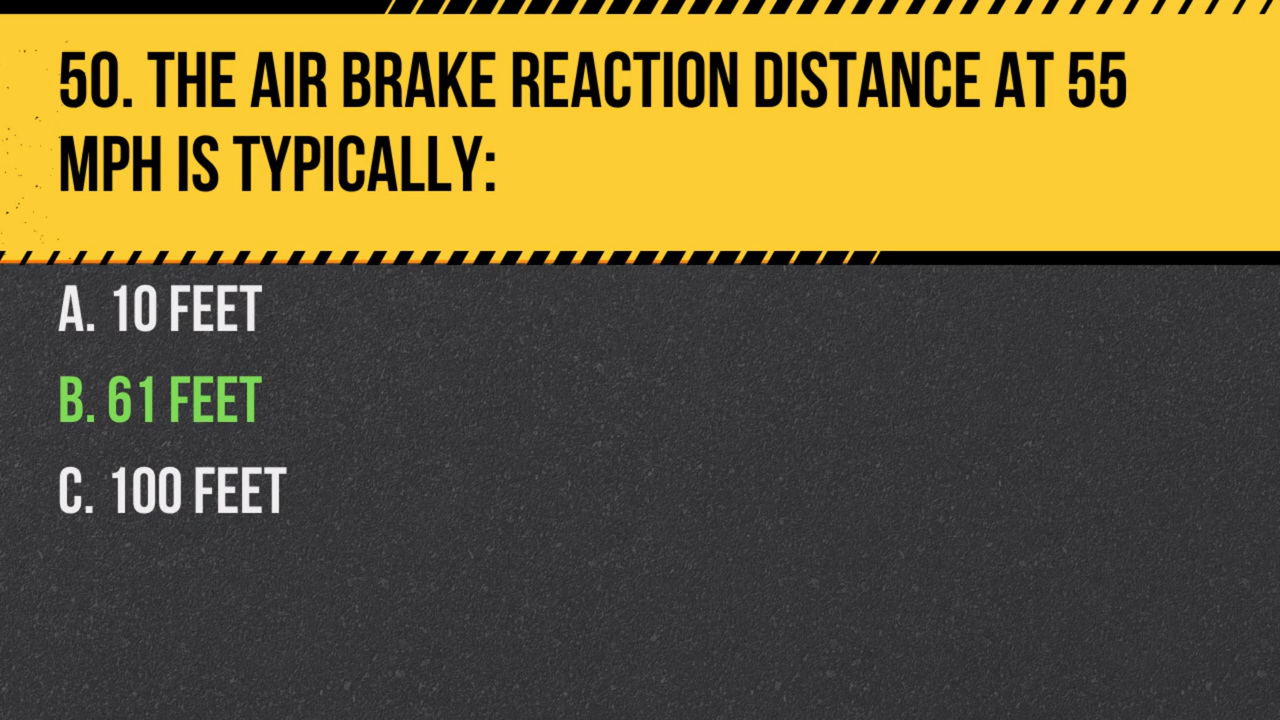 50. THE AIR BRAKE REACTION DISTANCE AT 55
MPH IS TYPICALLY:
A. 10 FEET
B. 61 FEET
C. 100 FEET